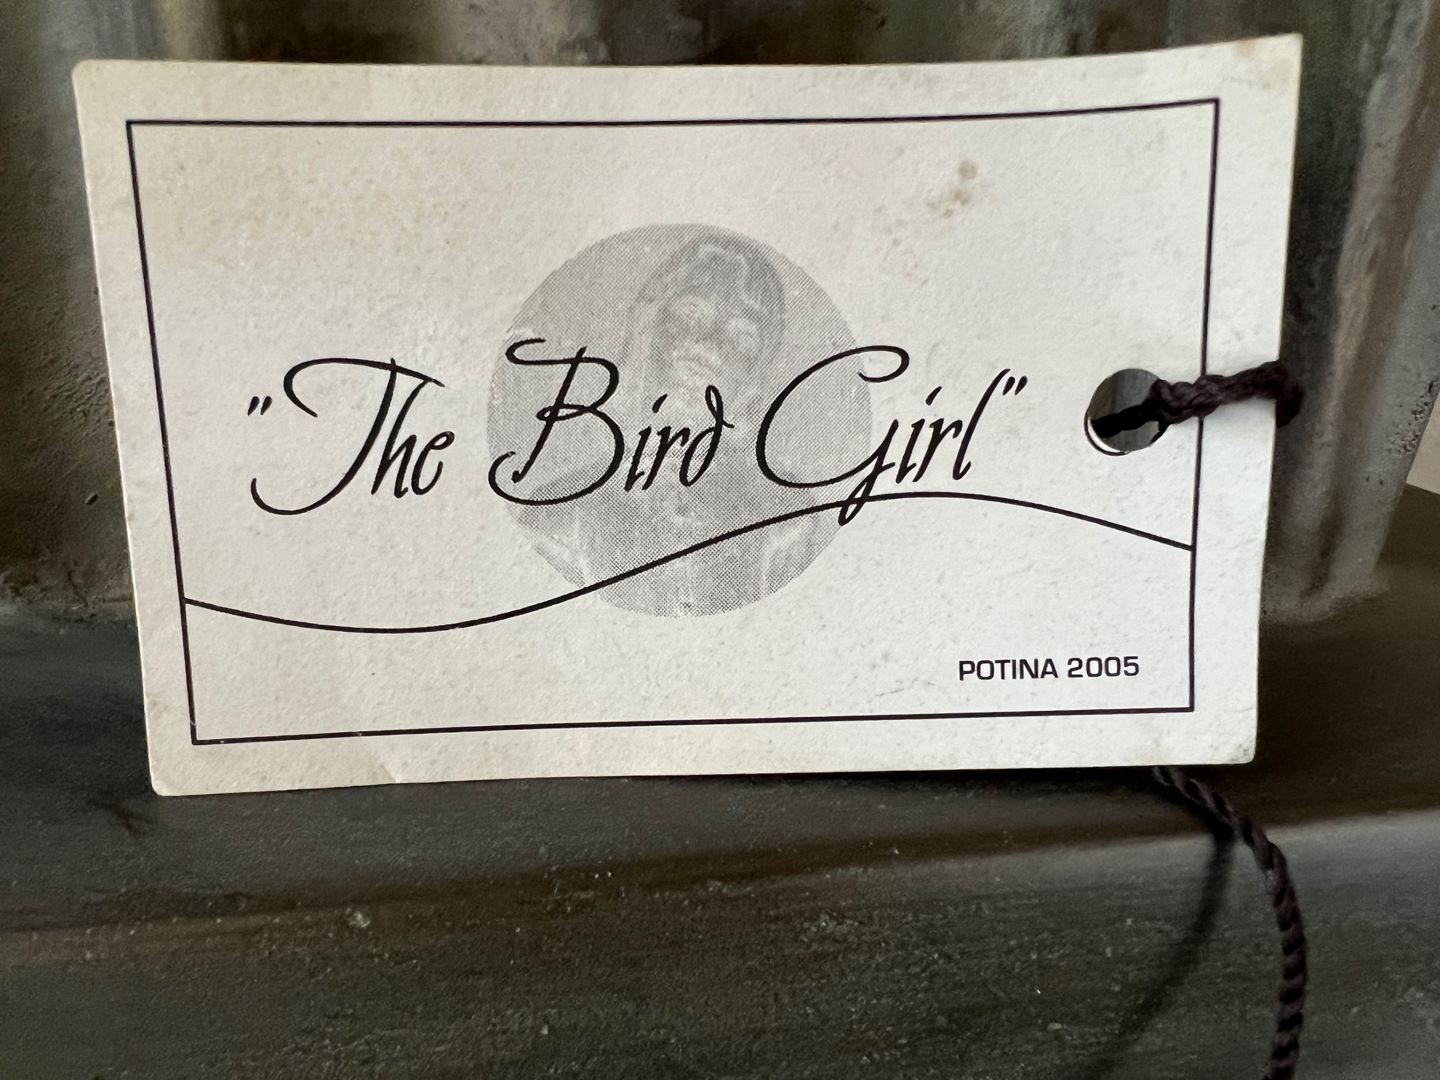 "The Bird Girl"
POTINA 2005